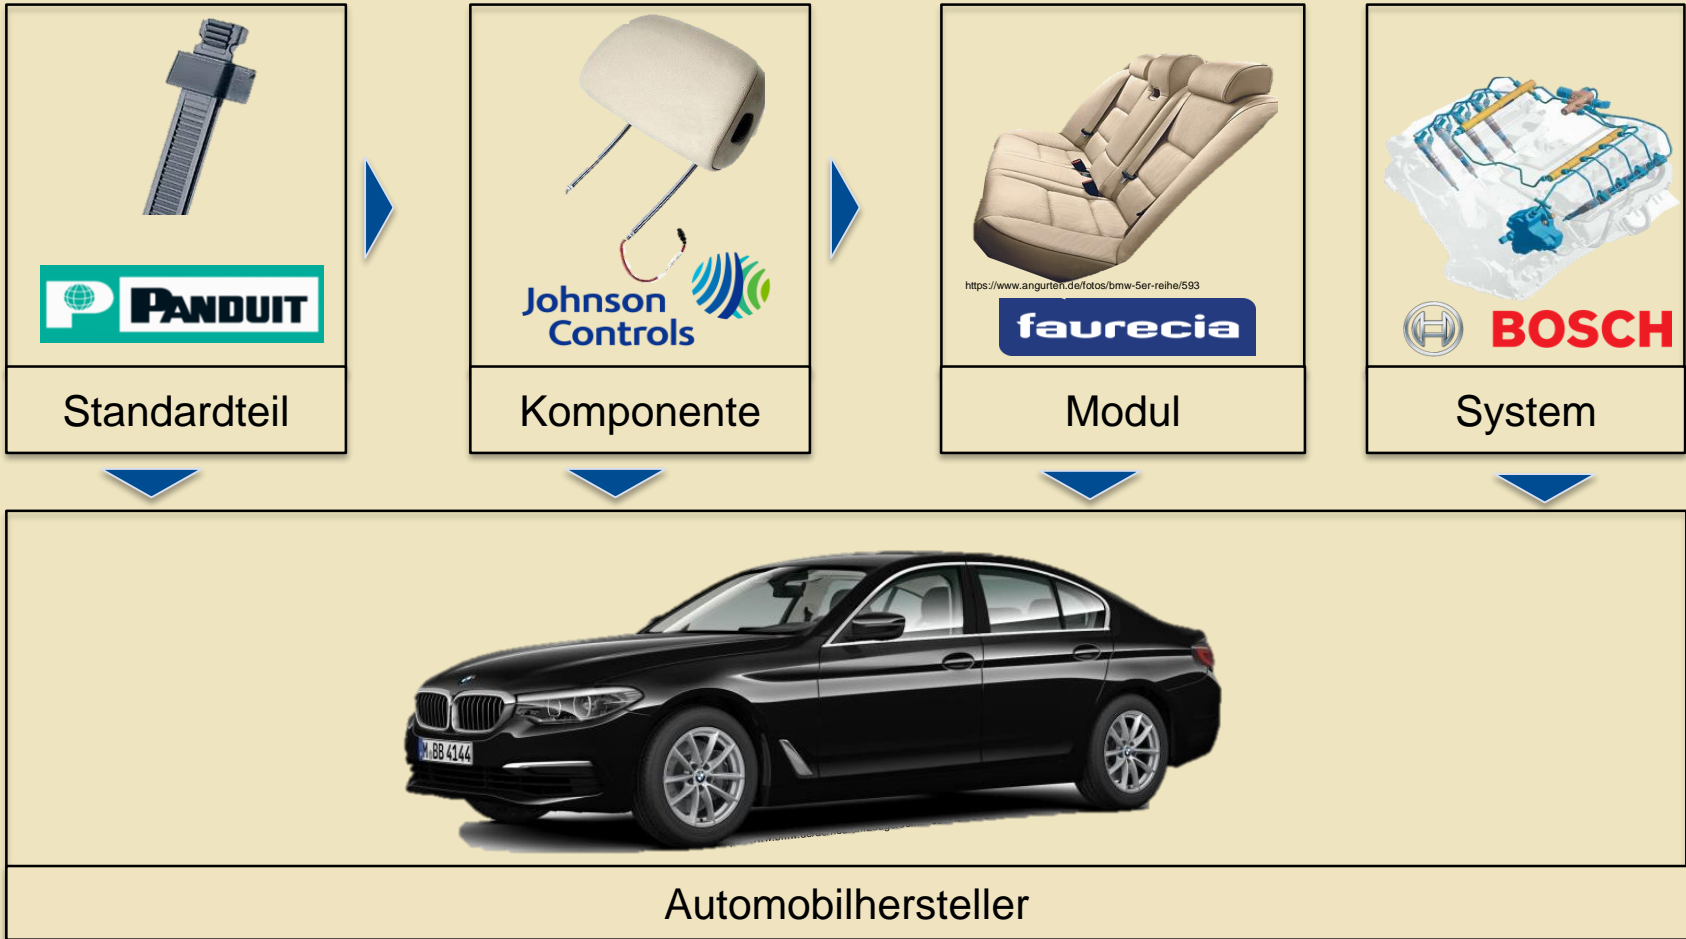 PANDUIT
Johnson
Controls
https://www.angurten.de/fotos/bmw-5er-reihe/593
faurecia
BOSCH
Standardteil
Komponente
Modul
System
M BB 4144
Automobilhersteller